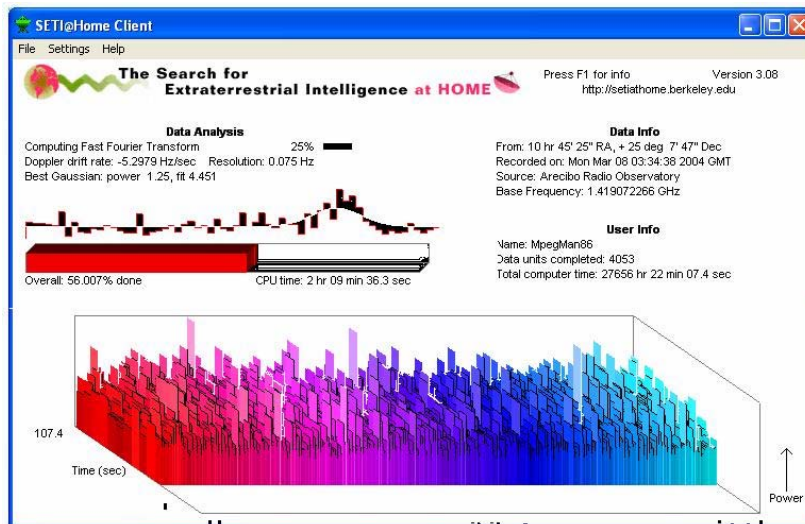 SETI@Home Client
File Settings Help
The Search for
Extraterrestrial Intelligence at HOME
Press F1 for info Version 3.08
http://setiathome.berkeley.edu
Data Analysis
Computing Fast Fourier Transform 25%
Doppler drift rate: -5.2979 Hz/sec Resolution: 0.075 Hz
Best Gaussian: power 1.25, fit 4.451
Overall: 56.007% done CPU time: 2 hr 09 min 36.3 sec
Data Info
From: 10 hr 45' 25" RA, + 25 deg 7' 47" Dec
Recorded on: Mon Mar 08 03:34:38 2004 GMT
Source: Arecibo Radio Observatory
Base Frequency: 1.419072266 GHz
User Info
Name: MpegMan86
Data units completed: 4053
Total computer time: 27656 hr 22 min 07.4 sec
107.4
Time (sec)
Power